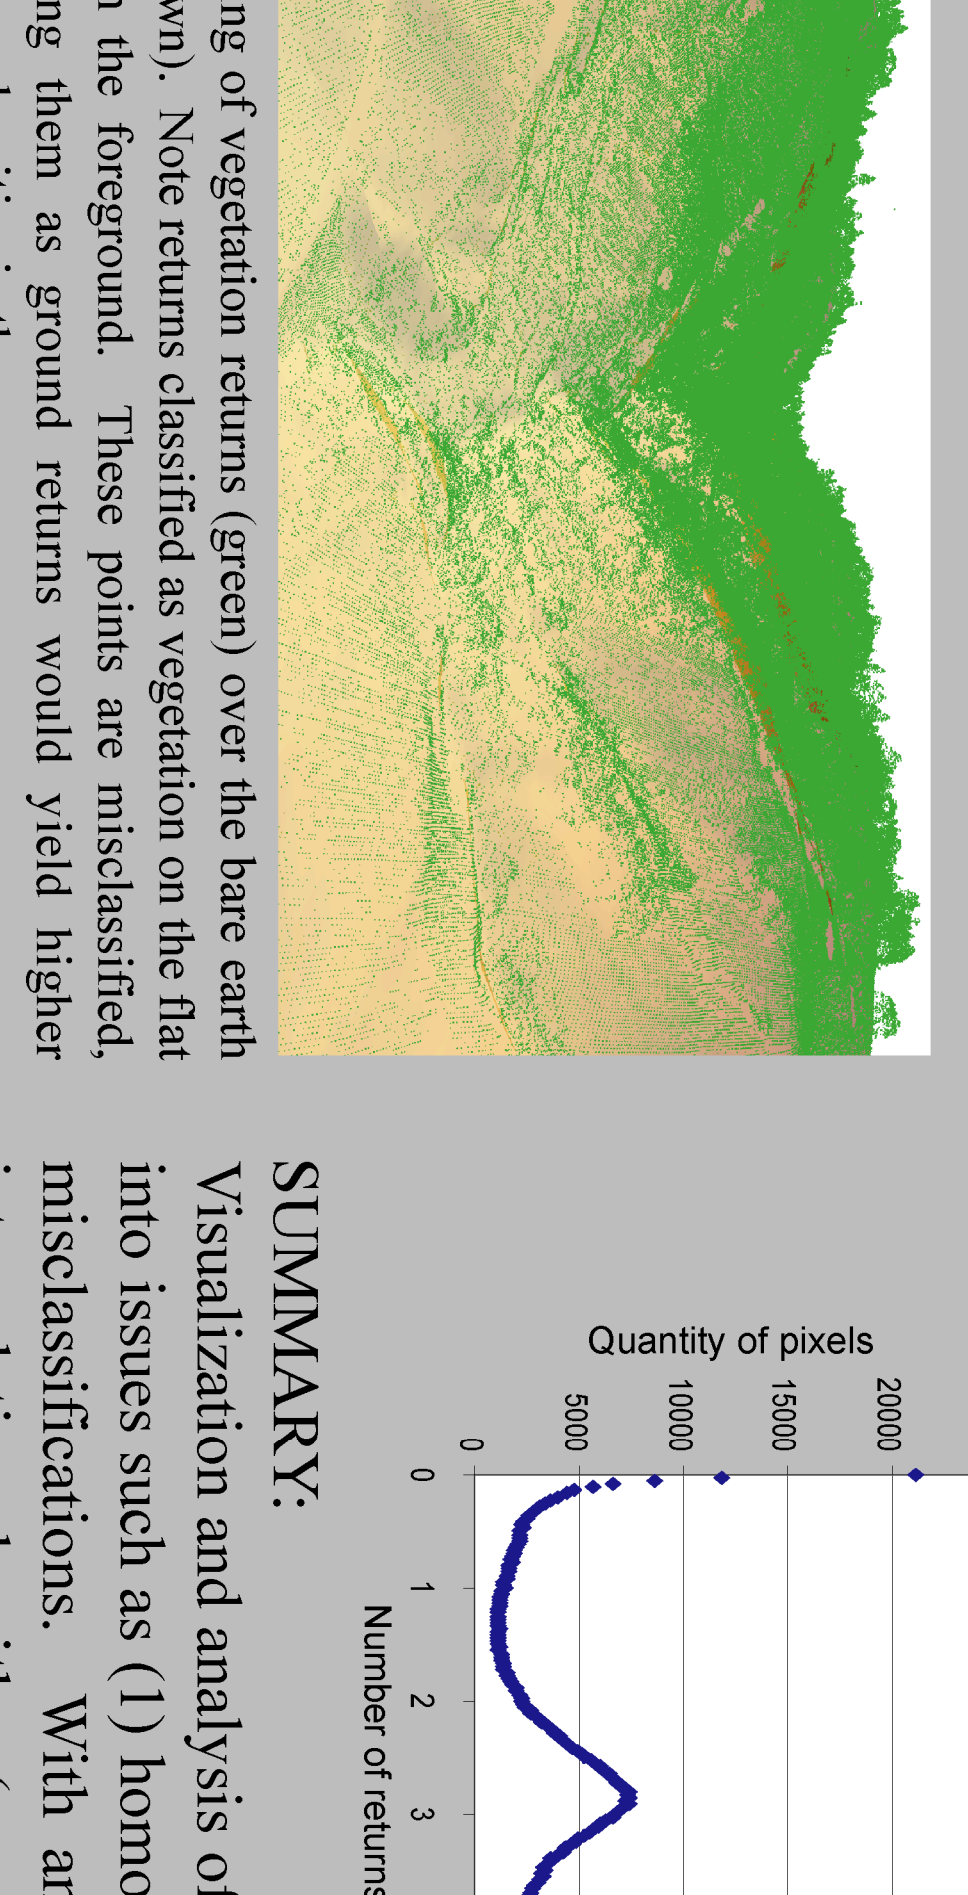 ing of vegetation returns (green) over the bare earth
wn). Note returns classified as vegetation on the flat
the foreground. These points are misclassified,
ng them as ground returns would yield higher
Quantity of pixels
20000
15000
10000
5000
0
0
1
2
3
Number of returns
SUMMARY:
Visualization and analysis of
into issues such as (1) homo
misclassifications. With an